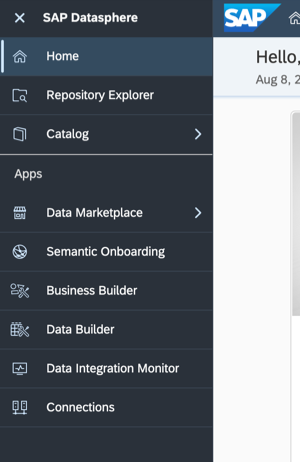 SAP Datasphere
SAP
Home
Hello,
Aug 8, 2
Repository Explorer
Catalog
Apps
Data Marketplace
Semantic Onboarding
Business Builder
Data Builder
Data Integration Monitor
Connections